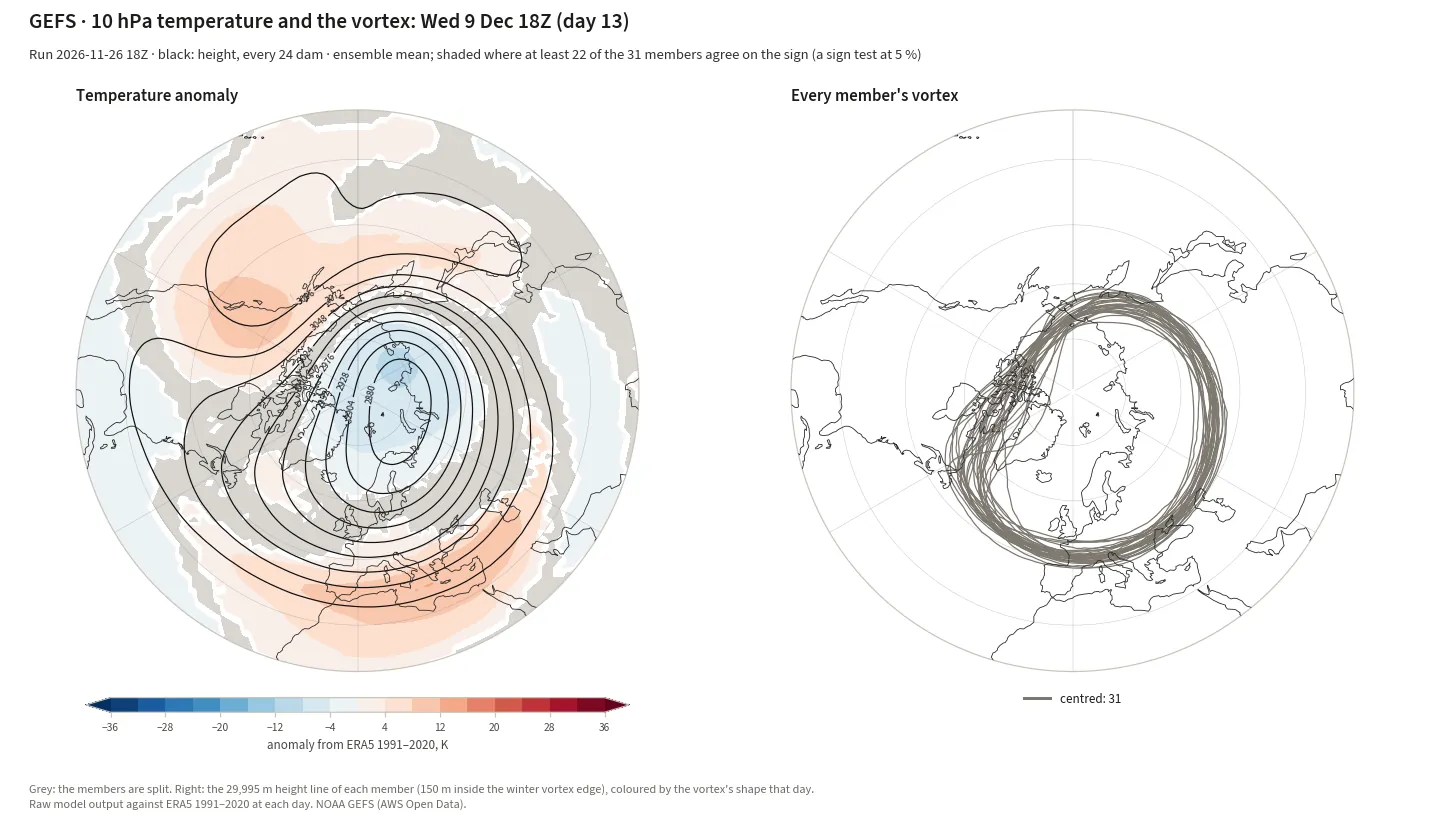 GEFS · 10 hPa temperature and the vortex: Wed 9 Dec 18Z (day 13)
Run 2026-11-26 18Z · black: height, every 24 dam · ensemble mean; shaded where at least 22 of the 31 members agree on the sign (a sign test at 5 %)
Temperature anomaly
Every member's vortex
3072
3048
2976
2928
2904
2880
centred: 31
−36 −28 −20 −12 −4 4 12 20 28 36
anomaly from ERA5 1991–2020, K
Grey: the members are split. Right: the 29,995 m height line of each member (150 m inside the winter vortex edge), coloured by the vortex's shape that day.
Raw model output against ERA5 1991–2020 at each day. NOAA GEFS (AWS Open Data).